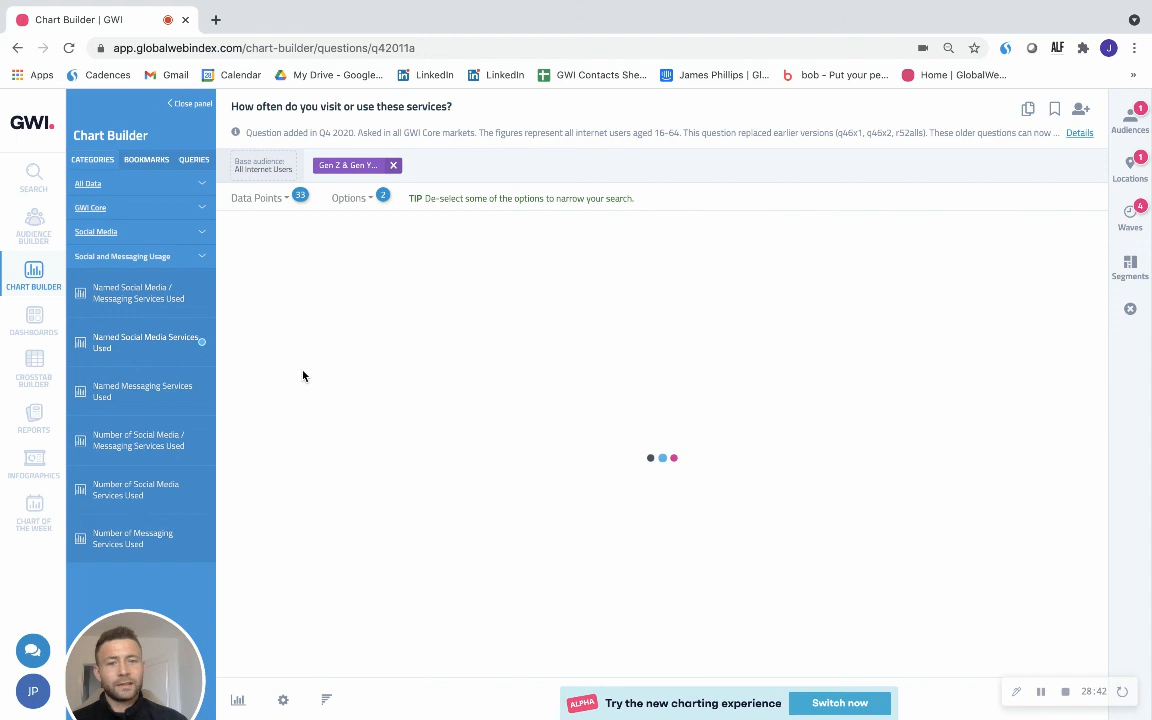 Chart Builder | GWI
app.globalwebindex.com/chart-builder/questions/q42011a
ALF
J
Apps
Cadences
Gmail
Calendar
My Drive - Google...
LinkedIn
LinkedIn
GWI Contacts She...
James Phillips | Gl...
bob - Put your pe...
Home | GlobalWe...
»
GWI.
SEARCH
AUDIENCE
BUILDER
CHART BUILDER
DASHBOARDS
CROSSTAB
BUILDER
REPORTS
INFOGRAPHICS
CHART OF
THE WEEK
JP
Close panel
Chart Builder
CATEGORIES BOOKMARKS QUERIES
All Data
GWI Core
Social Media
Social and Messaging Usage
Named Social Media /
Messaging Services Used
Named Social Media Services
Used
Named Messaging Services
Used
Number of Social Media /
Messaging Services Used
Number of Social Media
Services Used
Number of Messaging
Services Used
How often do you visit or use these services?
Question added in Q4 2020. Asked in all GWI Core markets. The figures represent all internet users aged 16-64. This question replaced earlier versions (q46x1, q46x2, r52alls). These older questions can now ... Details
Base audience:
All Internet Users
Gen Z & Gen Y...
Data Points 33 Options 2 TIP De-select some of the options to narrow your search.
1
Audiences
1
Locations
4
Waves
Segments
ALPHA Try the new charting experience Switch now
28:42